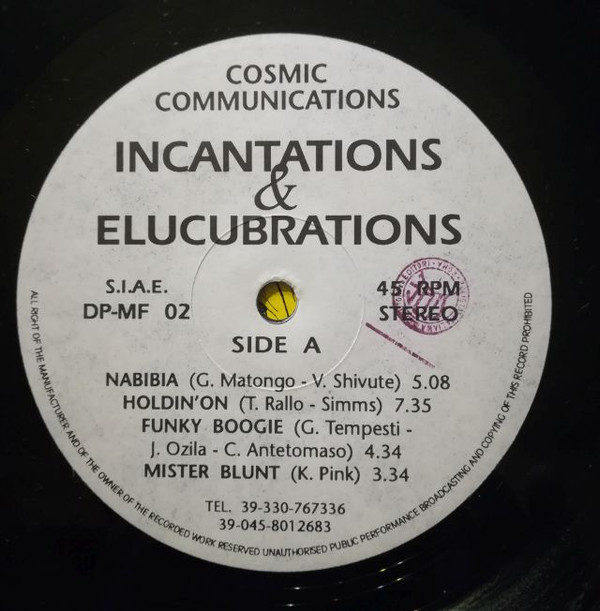 COSMIC
COMMUNICATIONS
INCANTATIONS
&
ELUCUBRATIONS
S.I.A.E.
DP-MF 02
45 RPM
STEREO
SIDE A
NABIBIA (G. Matongo - V. Shivute) 5.08
HOLDIN'ON (T. Rallo - Simms) 7.35
FUNKY BOOGIE (G. Tempesti -
J. Ozila - C. Antetomaso) 4.34
MISTER BLUNT (K. Pink) 3.34
TEL. 39-330-767336
39-045-8012683
ALL RIGHT OF THE MANUFACTURER AND OF THE OWNER OF THE RECORDED WORK RESERVED UNAUTHORISED PUBLIC PERFORMANCE BROADCASTING AND COPYING OF THIS RECORD PROHIBITED